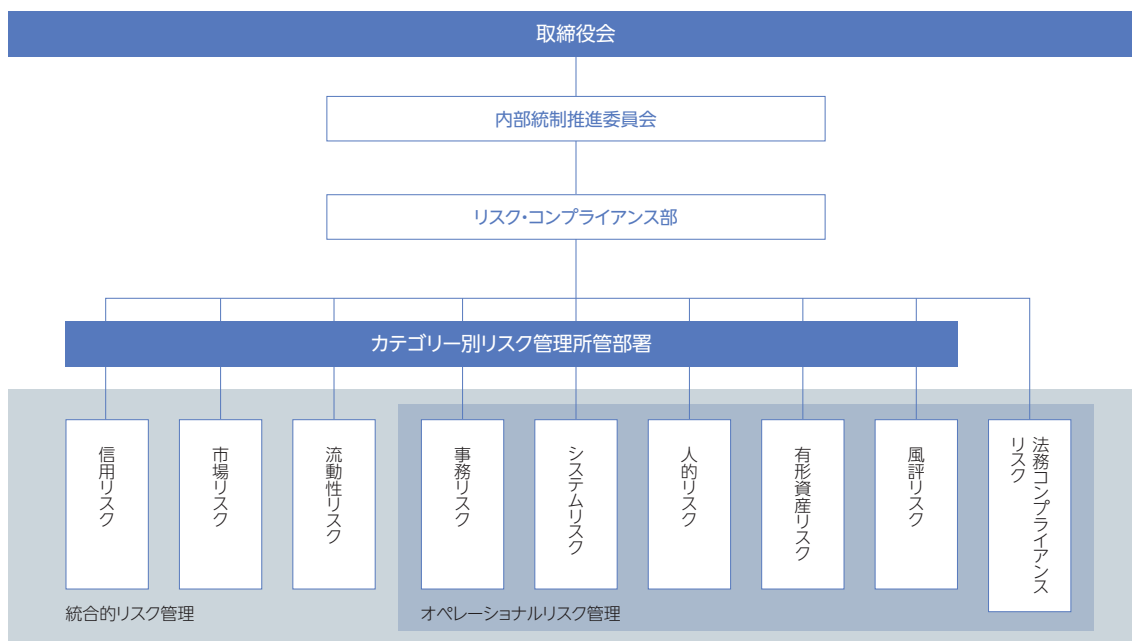 取締役会
内部統制推進委員会
リスク・コンプライアンス部
カテゴリー別リスク管理所管部署
信用リスク
市場リスク
流動性リスク
事務リスク
システムリスク
人的リスク
有形資産リスク
風評リスク
法務コンプライアンス
リスク
統合的リスク管理
オペレーショナルリスク管理